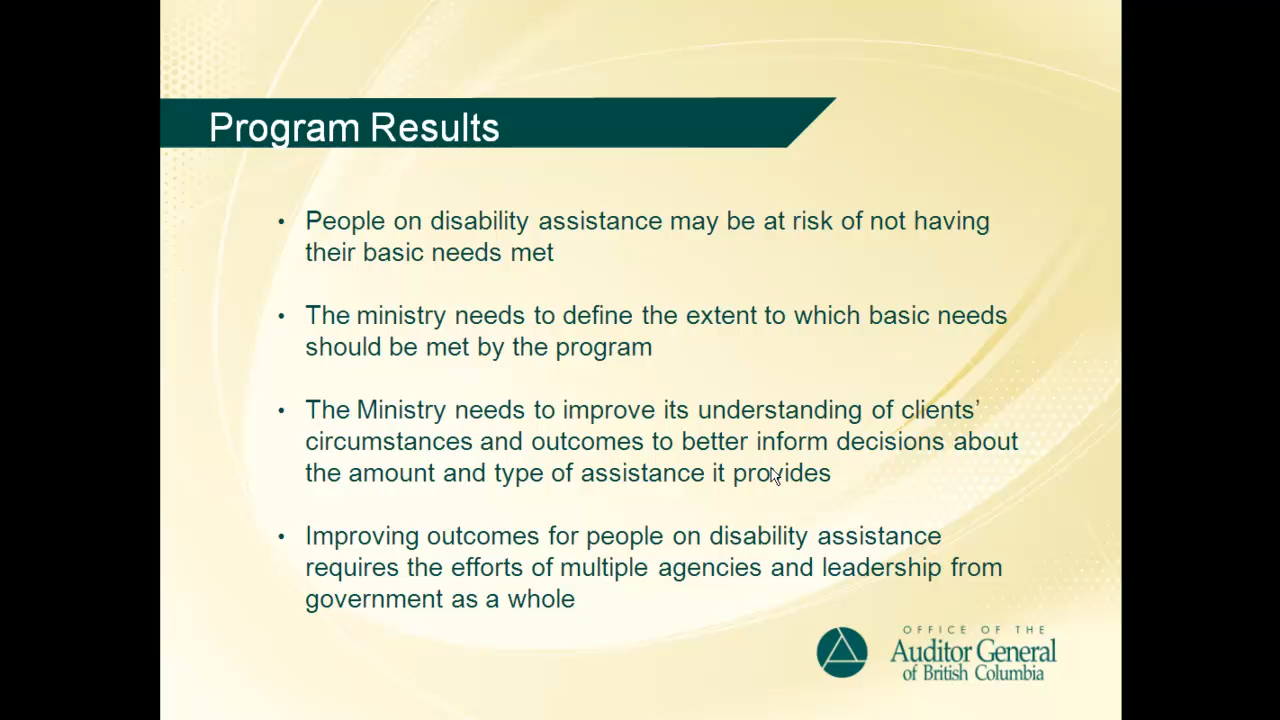 Program Results
• People on disability assistance may be at risk of not having
their basic needs met
• The ministry needs to define the extent to which basic needs
should be met by the program
• The Ministry needs to improve its understanding of clients’
circumstances and outcomes to better inform decisions about
the amount and type of assistance it provides
• Improving outcomes for people on disability assistance
requires the efforts of multiple agencies and leadership from
government as a whole
OFFICE OF THE
Auditor General
of British Columbia